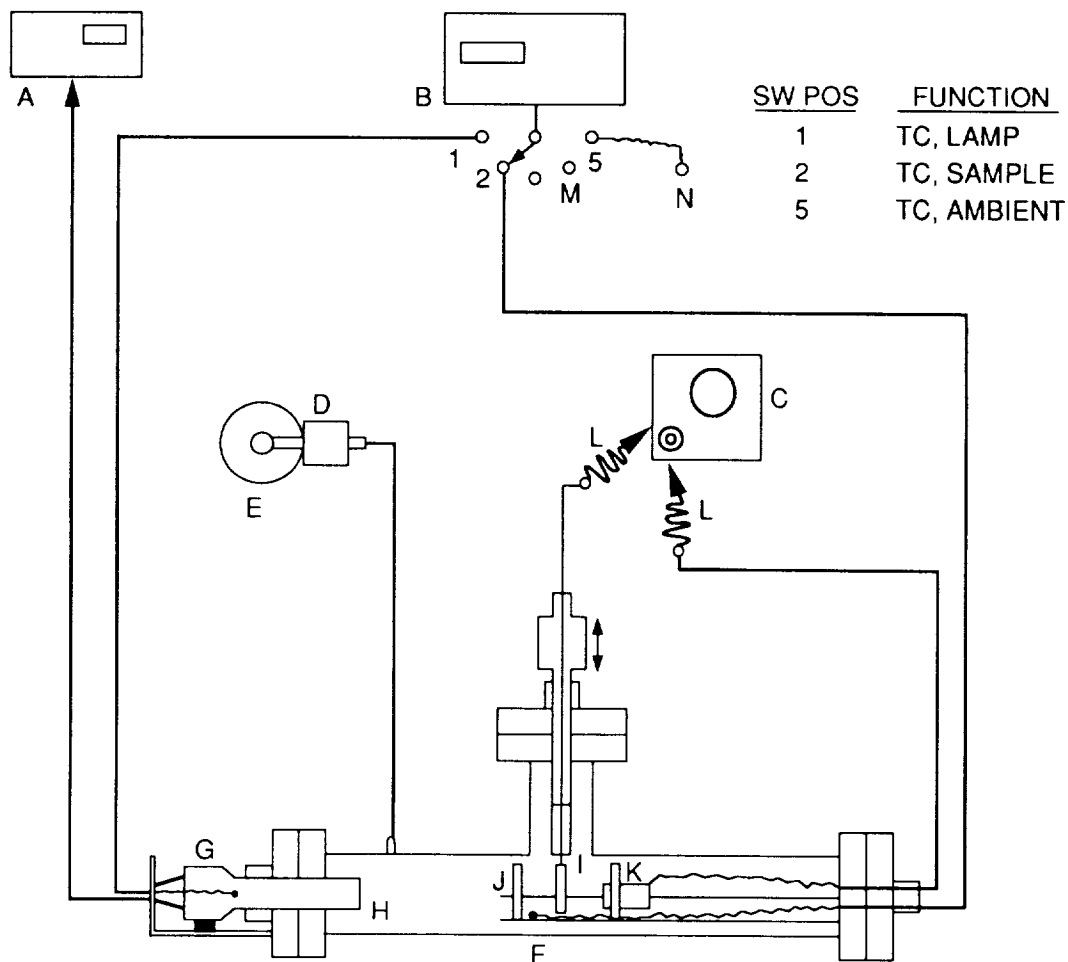 A
B
SW POS FUNCTION
1 TC, LAMP
2 TC, SAMPLE
5 TC, AMBIENT
1
2
M
5
N
C
D
E
L
L
G
H
I
J
K
F